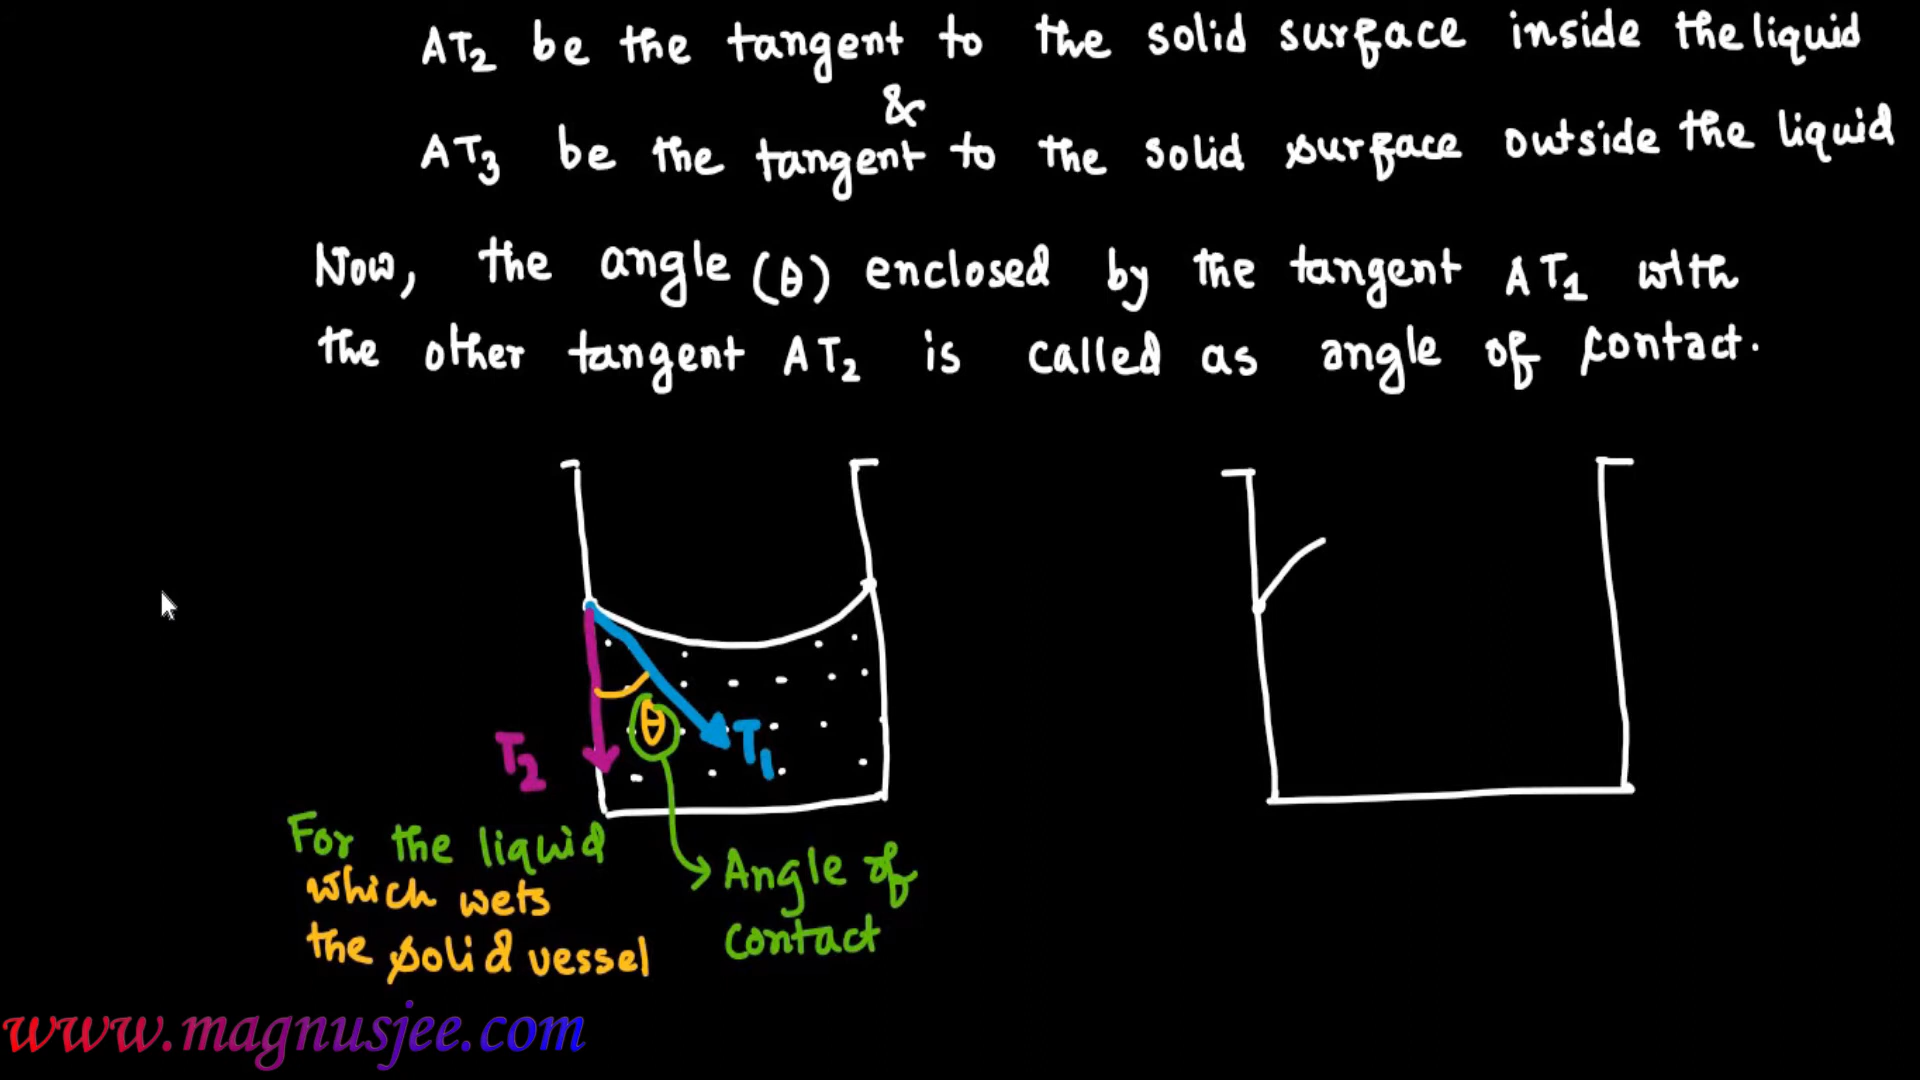 AT2 be the tangent to the solid surface inside the liquid
&
AT3 be the tangent to the solid surface outside the liquid
Now, the angle (θ) enclosed by the tangent AT1 with
the other tangent AT2 is called as angle of contact.
T2
θ
T1
For the liquid
which wets
the solid vessel
Angle of
contact
www.magnusjee.com